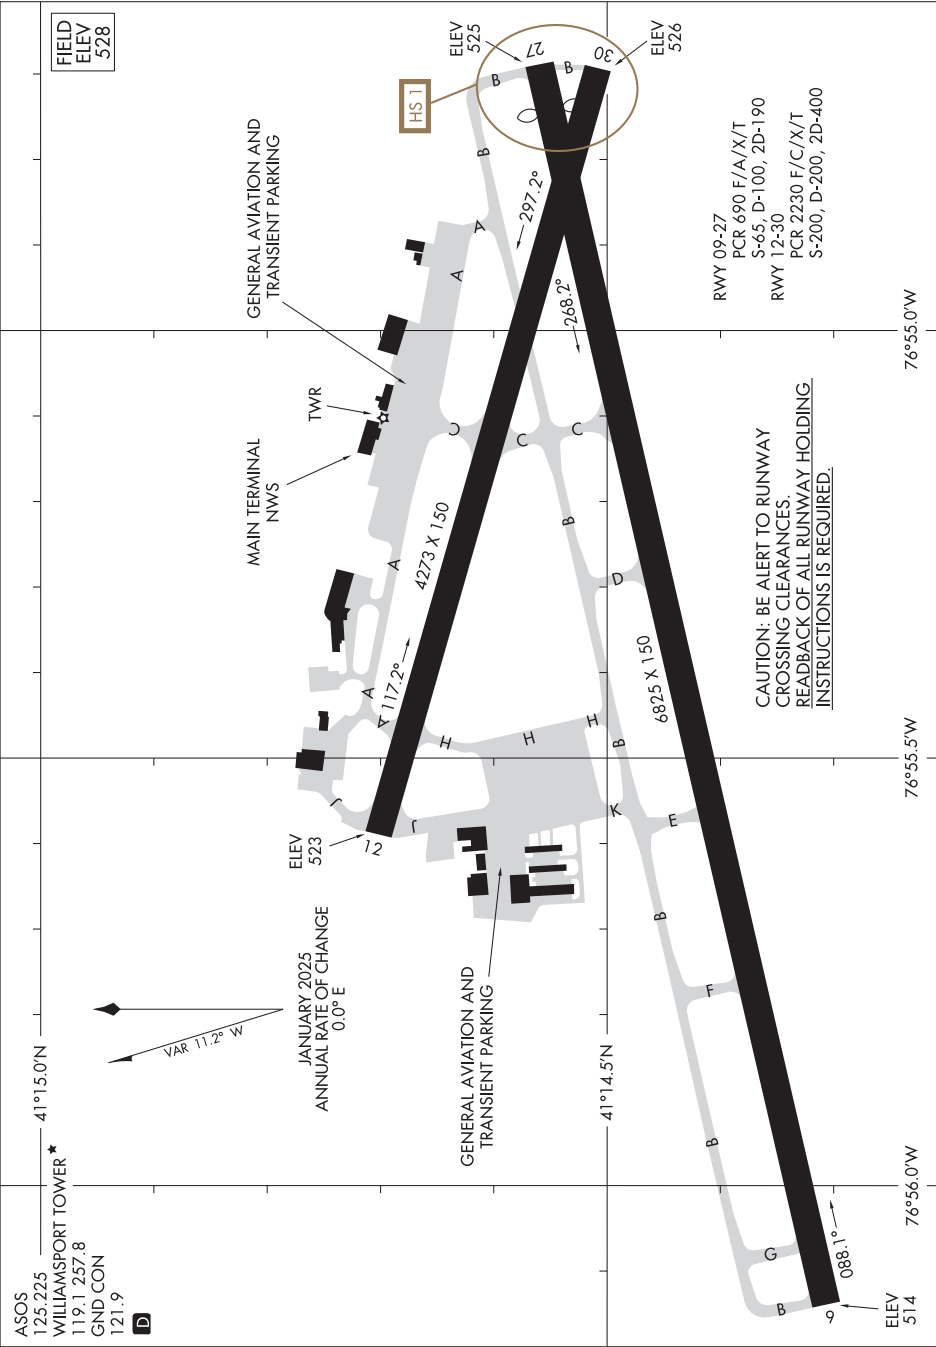 ASOS
125.225
WILLIAMSPORT TOWER
119.1 257.8
GND CON
121.9
D
41°15.0'N
FIELD
ELEV
528
VAR 11.2° W
JANUARY 2025
ANNUAL RATE OF CHANGE
0.0° E
MAIN TERMINAL
NWS
TWR
GENERAL AVIATION AND
TRANSIENT PARKING
HS 1
ELEV
525
27
B
B
30
ELEV
526
B
A
A
297.2°
268.2°
C
C
C
B
A
4273 X 150
D
A
A
117.2°
H
H
H
B
6825 X 150
J
J
12
ELEV
523
K
E
B
F
GENERAL AVIATION AND
TRANSIENT PARKING
41°14.5'N
B
G
B
9
088.1°
ELEV
514
RWY 09-27
PCR 690 F/A/X/T
S-65, D-100, 2D-190
RWY 12-30
PCR 2230 F/C/X/T
S-200, D-200, 2D-400
CAUTION: BE ALERT TO RUNWAY
CROSSING CLEARANCES.
READBACK OF ALL RUNWAY HOLDING
INSTRUCTIONS IS REQUIRED.
76°56.0'W
76°55.5'W
76°55.0'W